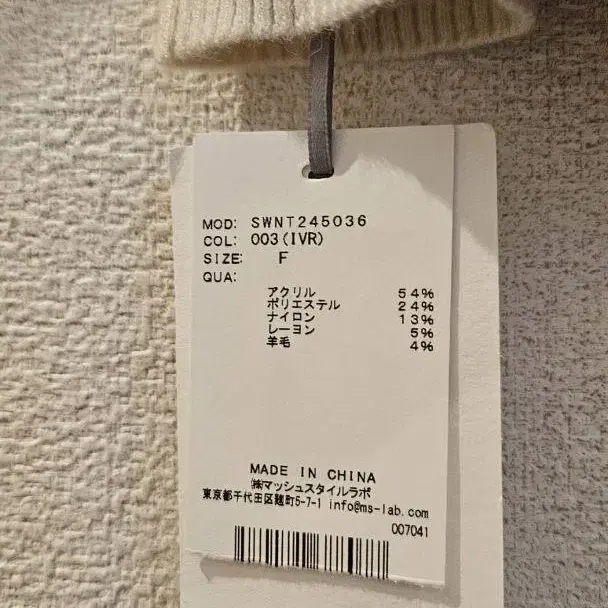 MOD: SWNT245036
COL: 003(IVR)
SIZE: F
QUA:
アクリル 54%
ポリエステル 24%
ナイロン 13%
レーヨン 5%
羊毛 4%
MADE IN CHINA
㈱マッシュスタイルラボ
東京都千代田区麹町5-7-1 info@ms-lab.com
007041